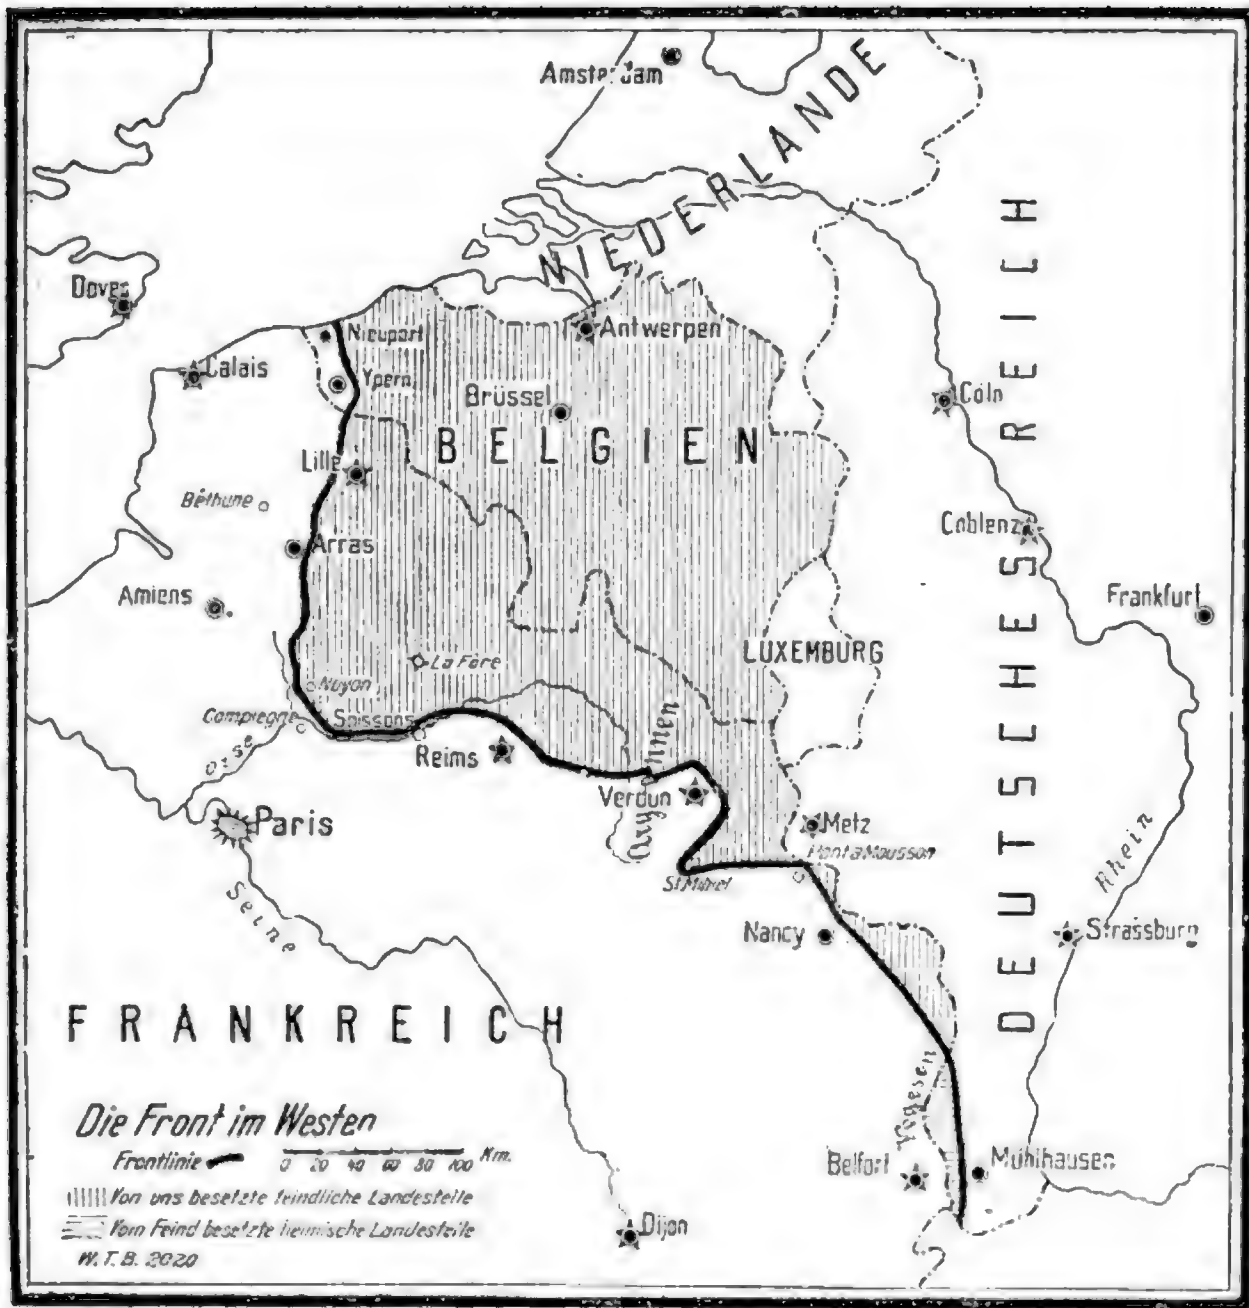 Amsterdam
NIEDERLANDE
Dover
Nieuport
Antwerpen
Calais
Ypern
Brüssel
Cöln
BELGIEN
Lille
Béthune
Coblenz
Arras
Amiens
Frankfurt
LUXEMBURG
La Fère
Noyon
Compiegne
Soissons
Oise
Reims
Argonnen
Verdun
Paris
Metz
Pont a Mousson
St Mihiel
Rhein
Seine
Nancy
Strassburg
DEUTSCHES REICH
FRANKREICH
Vogesen
Die Front im Westen
Frontlinie 0 20 40 60 80 100 Km.
Von uns besetzte feindliche Landesteile
Vom Feind besetzte heimische Landesteile
W.T.B. 2020
Belfort
Mühlhausen
Dijon